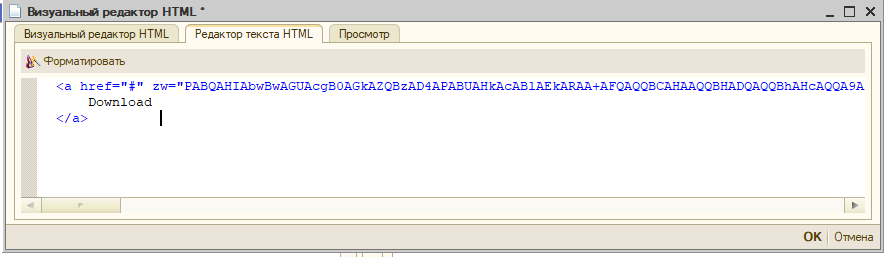 Визуальный редактор HTML *
Визуальный редактор HTML
Редактор текста HTML
Просмотр
Форматировать
<a href="#" zw="PABQAHIAbwBwAGUAcgB0AGkAZQBzAD4APABUAHkAcABlAEkARAA+AFQAQQBCAHAAQQBHADQAQQBhAHcAQQA9A
Download
</a>
OK
Отмена